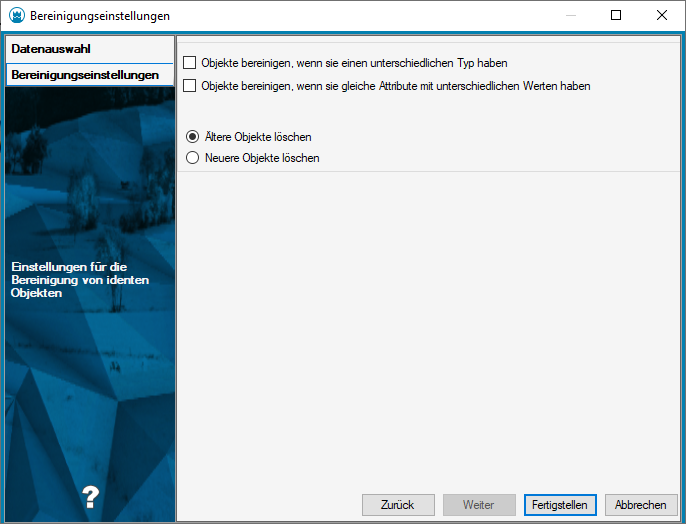 Bereinigungseinstellungen
Datenauswahl
Bereinigungseinstellungen
Einstellungen für die
Bereinigung von identen
Objekten
?
Objekte bereinigen, wenn sie einen unterschiedlichen Typ haben
Objekte bereinigen, wenn sie gleiche Attribute mit unterschiedlichen Werten haben
Ältere Objekte löschen
Neuere Objekte löschen
Zurück
Weiter
Fertigstellen
Abbrechen